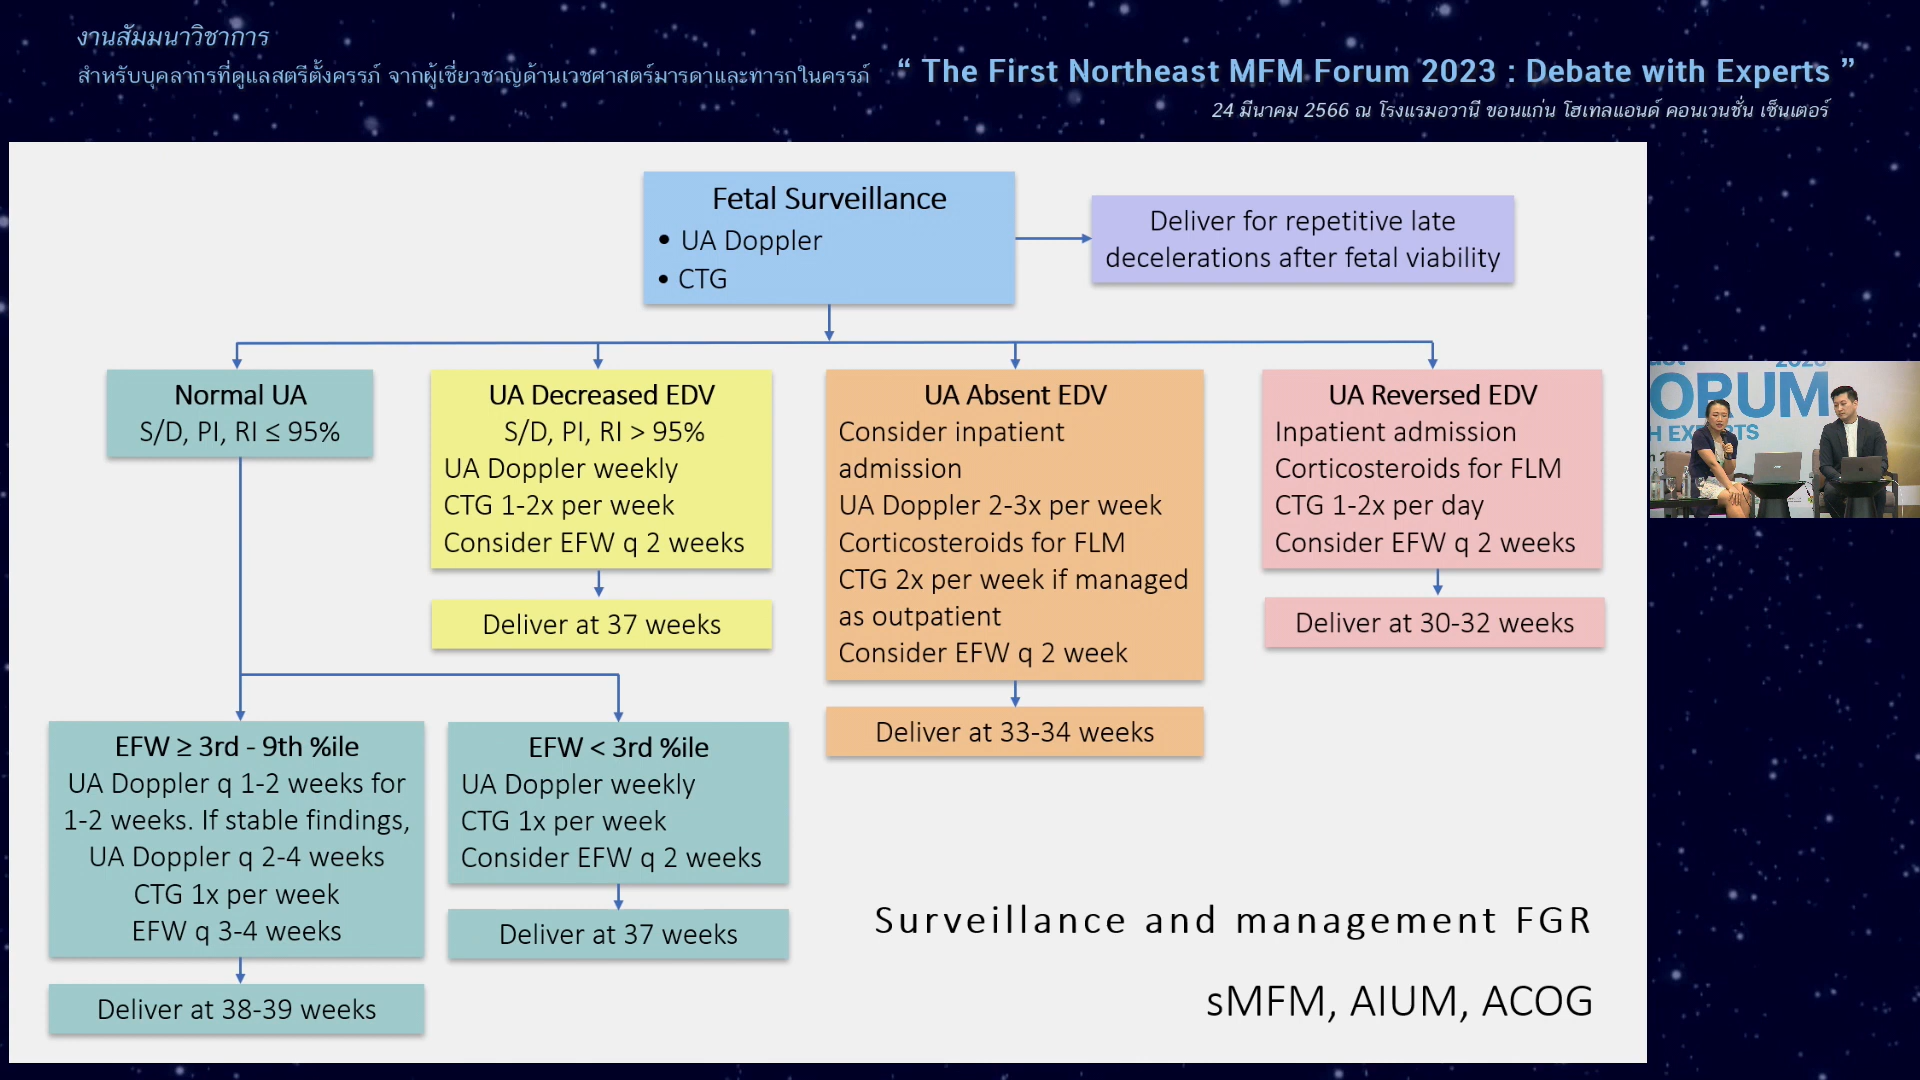 งานสัมมนาวิชาการ
สำหรับบุคลากรที่ดูแลสตรีตั้งครรภ์ จากผู้เชี่ยวชาญด้านเวชศาสตร์มารดาและทารกในครรภ์
“ The First Northeast MFM Forum 2023 : Debate with Experts ”
24 มีนาคม 2566 ณ โรงแรมอวานี ขอนแก่น โฮเทลแอนด์ คอนเวนชั่น เซ็นเตอร์
Fetal Surveillance
• UA Doppler
• CTG
Deliver for repetitive late
decelerations after fetal viability
Normal UA
S/D, PI, RI ≤ 95%
UA Decreased EDV
S/D, PI, RI > 95%
UA Doppler weekly
CTG 1-2x per week
Consider EFW q 2 weeks
Deliver at 37 weeks
UA Absent EDV
Consider inpatient
admission
UA Doppler 2-3x per week
Corticosteroids for FLM
CTG 2x per week if managed
as outpatient
Consider EFW q 2 week
Deliver at 33-34 weeks
UA Reversed EDV
Inpatient admission
Corticosteroids for FLM
CTG 1-2x per day
Consider EFW q 2 weeks
Deliver at 30-32 weeks
EFW ≥ 3rd - 9th %ile
UA Doppler q 1-2 weeks for
1-2 weeks. If stable findings,
UA Doppler q 2-4 weeks
CTG 1x per week
EFW q 3-4 weeks
Deliver at 38-39 weeks
EFW < 3rd %ile
UA Doppler weekly
CTG 1x per week
Consider EFW q 2 weeks
Deliver at 37 weeks
Surveillance and management FGR
sMFM, AIUM, ACOG
ORUM